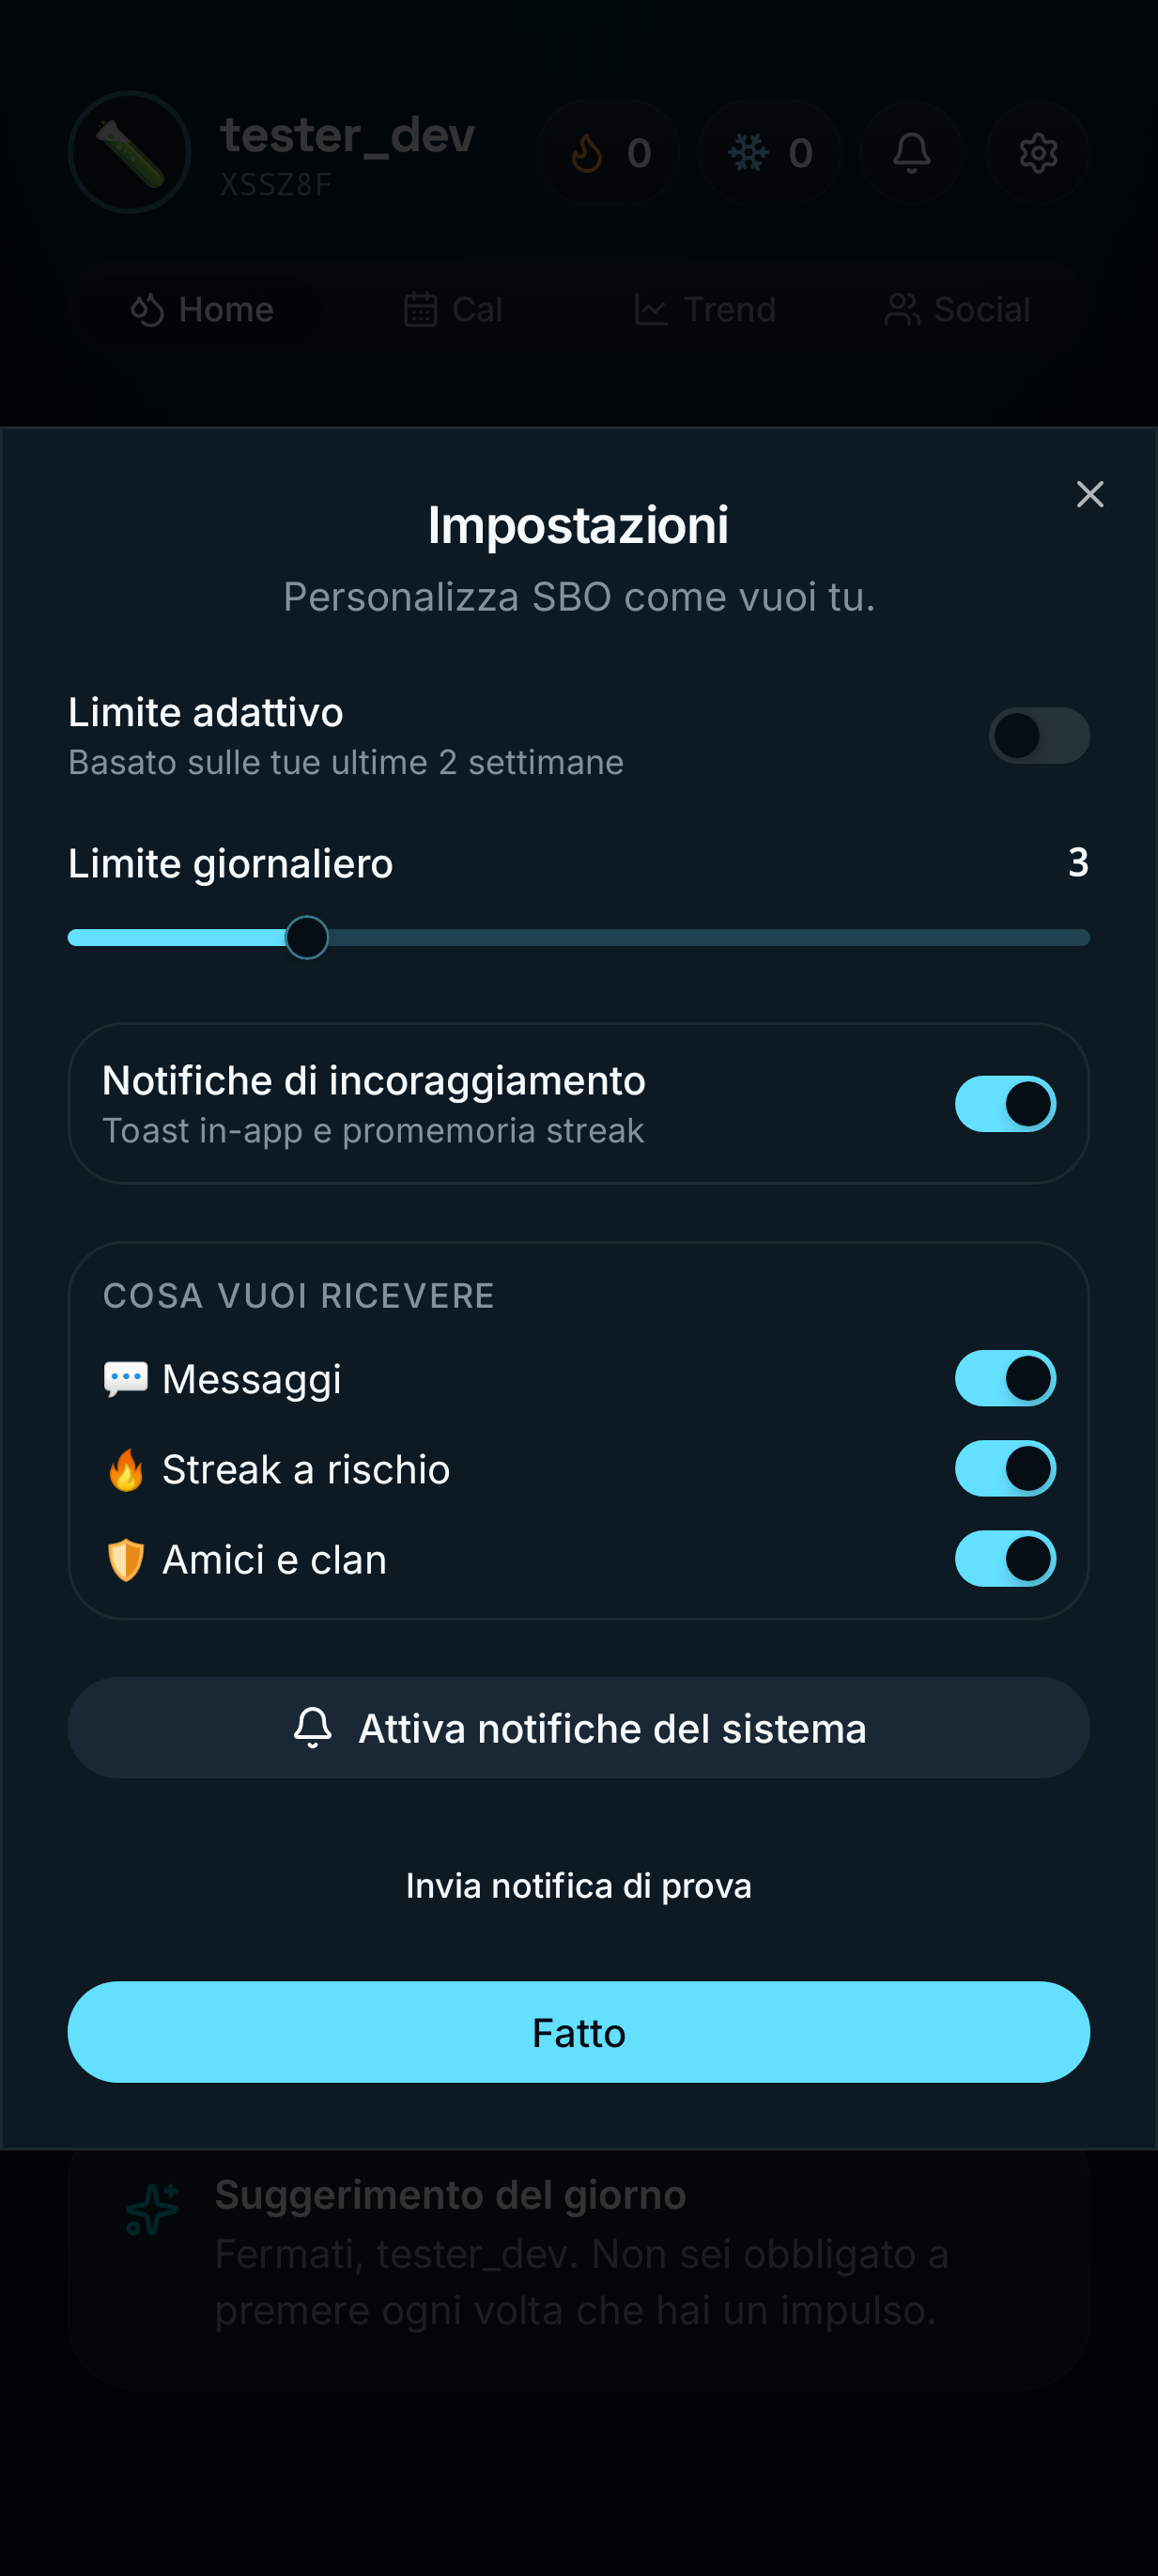 tester_dev
XSSZ8F
0
0
Home
Cal
Trend
Social
Impostazioni
Personalizza SBO come vuoi tu.
Limite adattivo
Basato sulle tue ultime 2 settimane
Limite giornaliero
3
Notifiche di incoraggiamento
Toast in-app e promemoria streak
COSA VUOI RICEVERE
💬 Messaggi
🔥 Streak a rischio
🛡️ Amici e clan
Attiva notifiche del sistema
Invia notifica di prova
Fatto
Suggerimento del giorno
Fermati, tester_dev. Non sei obbligato a
premere ogni volta che hai un impulso.